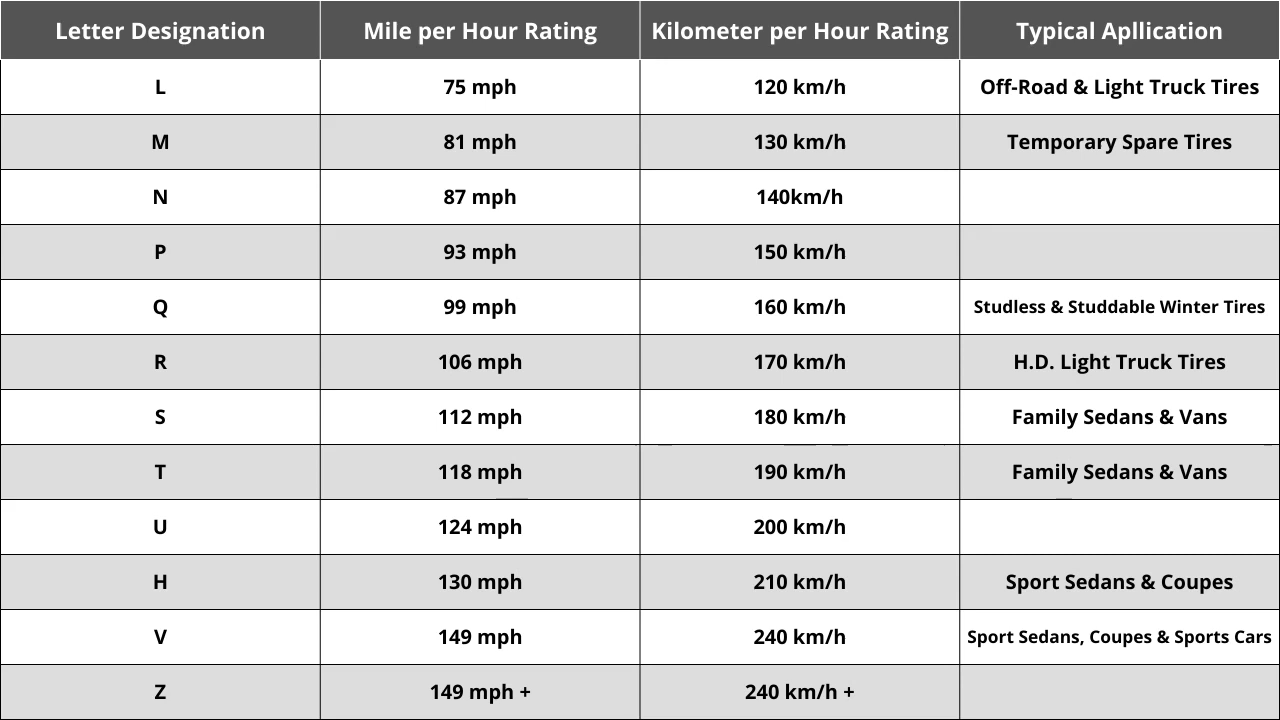 Letter Designation Mile per Hour Rating Kilometer per Hour Rating Typical Apllication
L 75 mph 120 km/h Off-Road & Light Truck Tires
M 81 mph 130 km/h Temporary Spare Tires
N 87 mph 140km/h
P 93 mph 150 km/h
Q 99 mph 160 km/h Studless & Studdable Winter Tires
R 106 mph 170 km/h H.D. Light Truck Tires
S 112 mph 180 km/h Family Sedans & Vans
T 118 mph 190 km/h Family Sedans & Vans
U 124 mph 200 km/h
H 130 mph 210 km/h Sport Sedans & Coupes
V 149 mph 240 km/h Sport Sedans, Coupes & Sports Cars
Z 149 mph + 240 km/h +